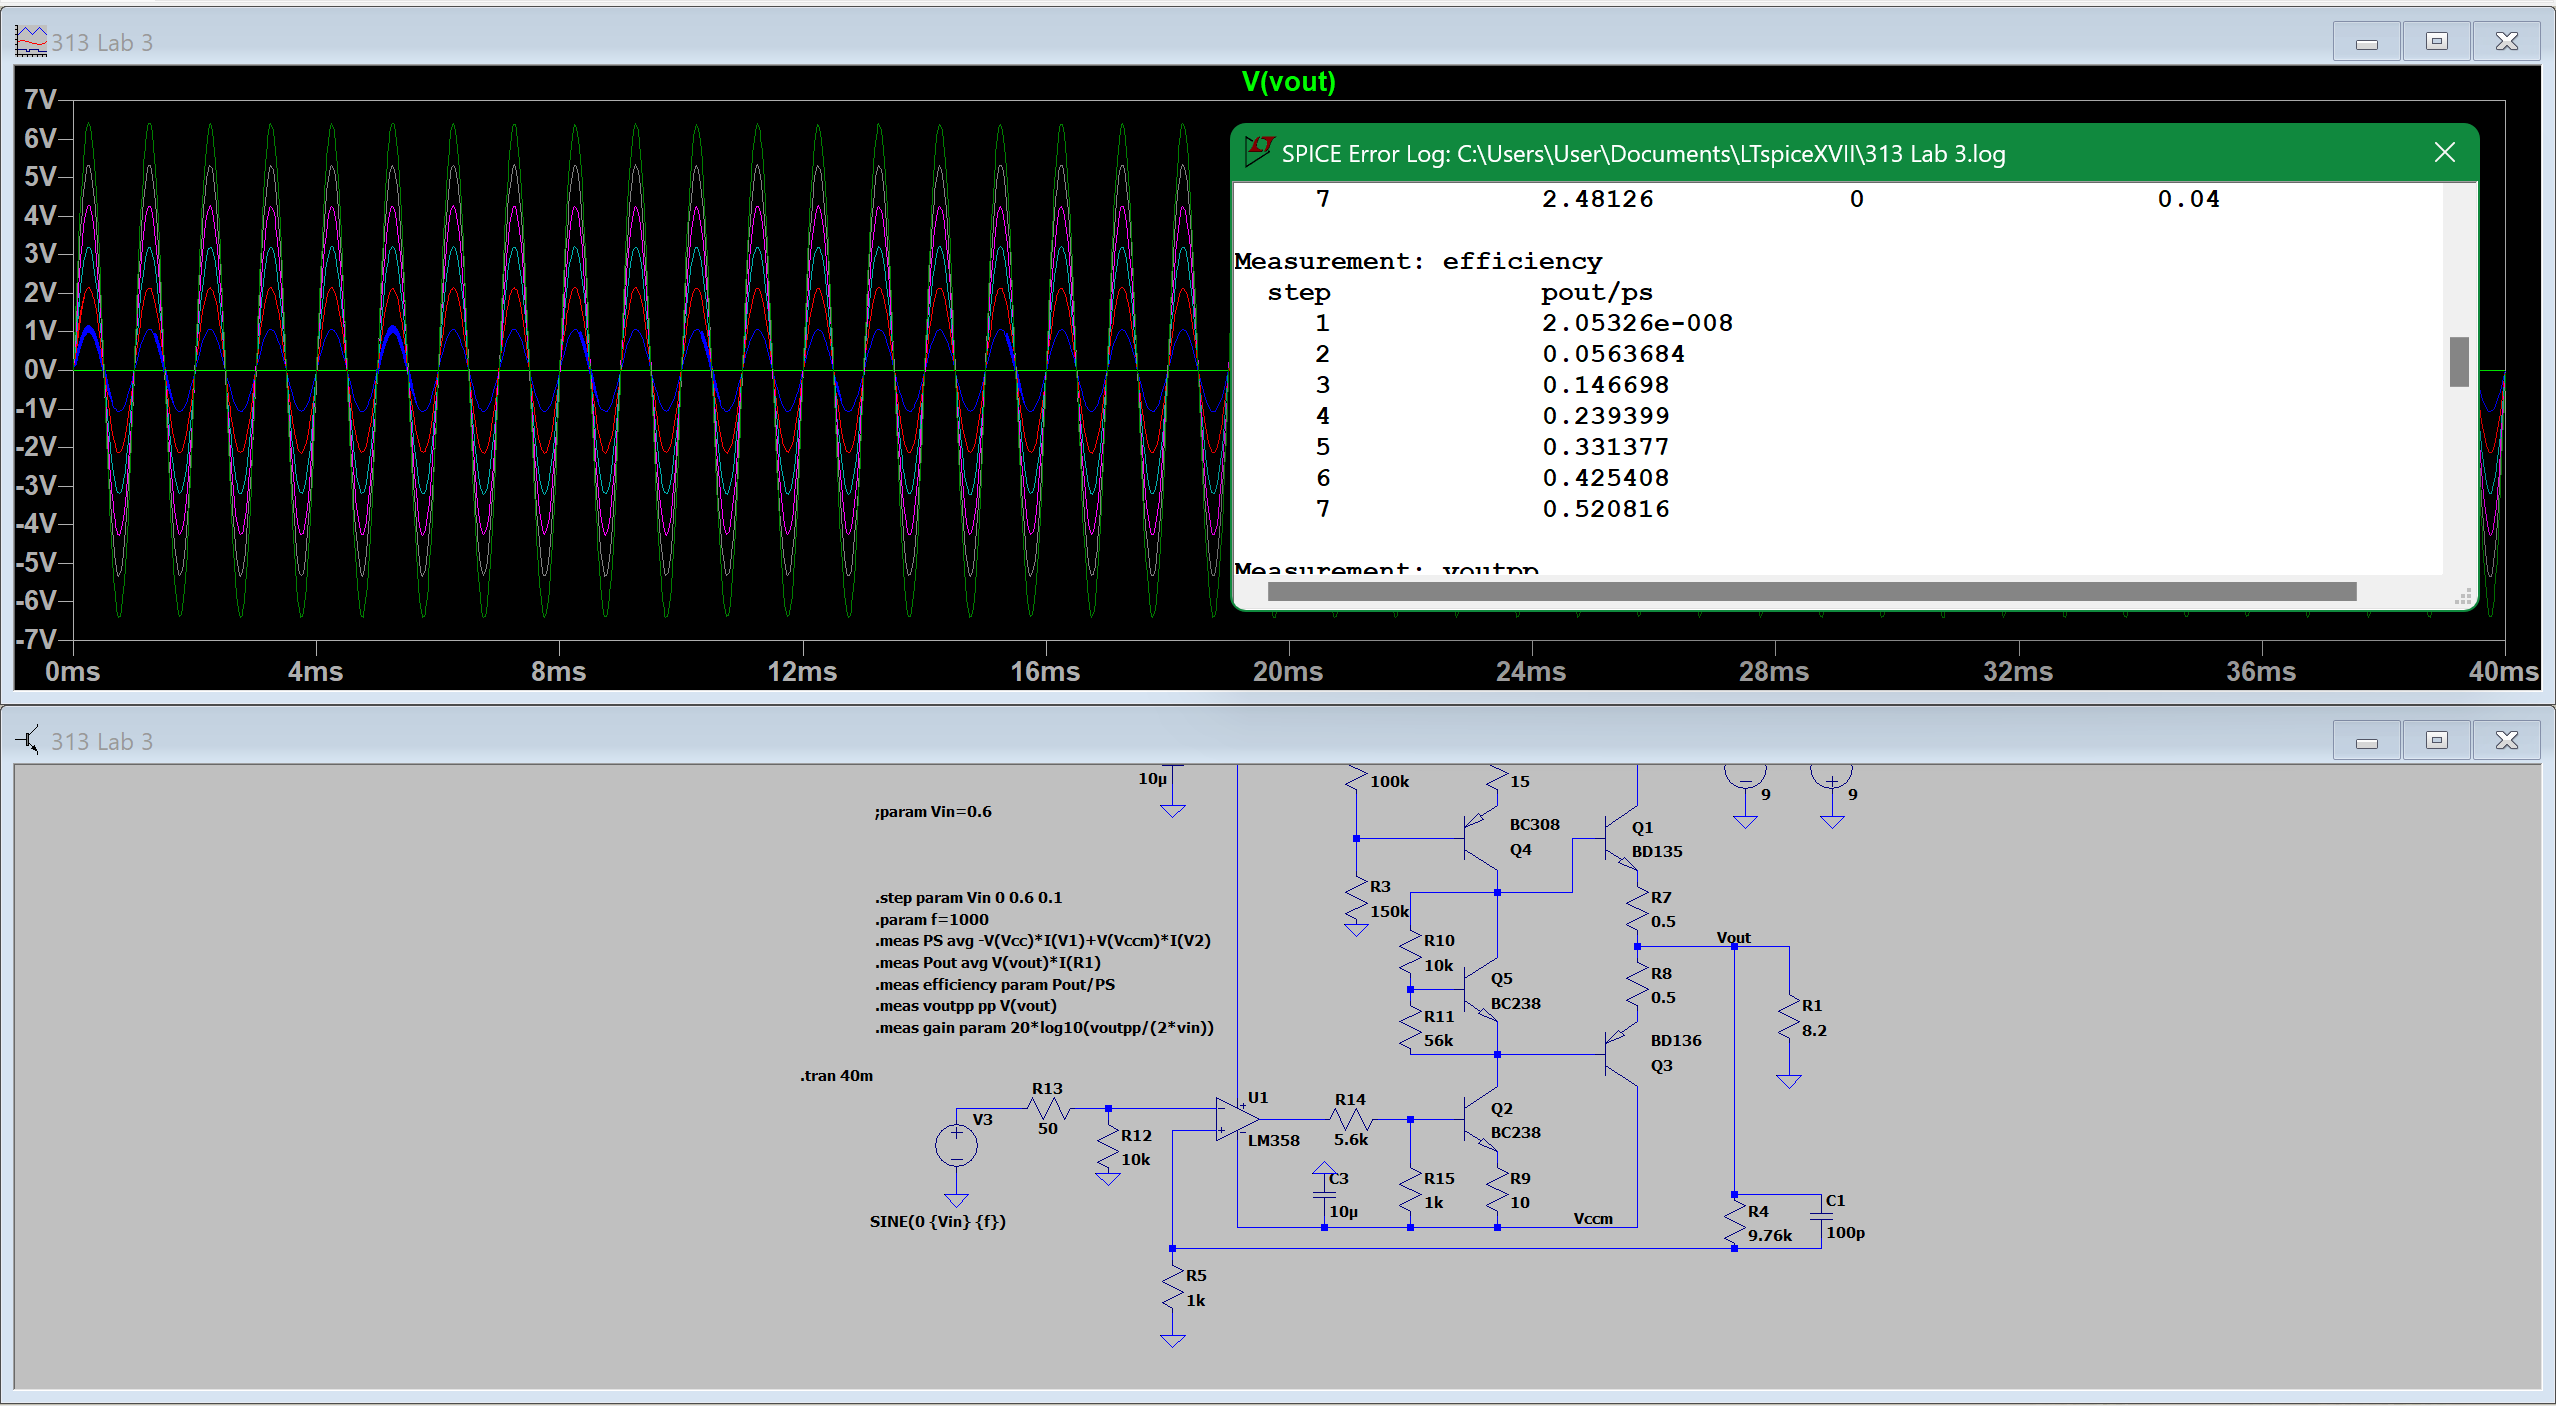 313 Lab 3
V(vout)
7V
6V
5V
4V
3V
2V
1V
0V
-1V
-2V
-3V
-4V
-5V
-6V
-7V
0ms 4ms 8ms 12ms 16ms 20ms 24ms 28ms 32ms 36ms 40ms
SPICE Error Log: C:\Users\User\Documents\LTspiceXVII\313 Lab 3.log
7 2.48126 0 0.04
Measurement: efficiency
step pout/ps
1 2.05326e-008
2 0.0563684
3 0.146698
4 0.239399
5 0.331377
6 0.425408
7 0.520816
Measurement: voutpp
313 Lab 3
10µ
100k
15
9
9
;param Vin=0.6
BC308
Q4
Q1
BD135
R3
150k
R7
0.5
.step param Vin 0 0.6 0.1
.param f=1000
.meas PS avg -V(Vcc)*I(V1)+V(Vccm)*I(V2)
.meas Pout avg V(vout)*I(R1)
.meas efficiency param Pout/PS
.meas voutpp pp V(vout)
.meas gain param 20*log10(voutpp/(2*vin))
Vout
R10
10k
Q5
BC238
R8
0.5
R11
56k
R1
8.2
BD136
Q3
.tran 40m
R13
50
V3
R12
10k
U1
LM358
R14
5.6k
Q2
BC238
C3
10µ
R15
1k
R9
10
Vccm
R4
9.76k
C1
100p
SINE(0 {Vin} {f})
R5
1k